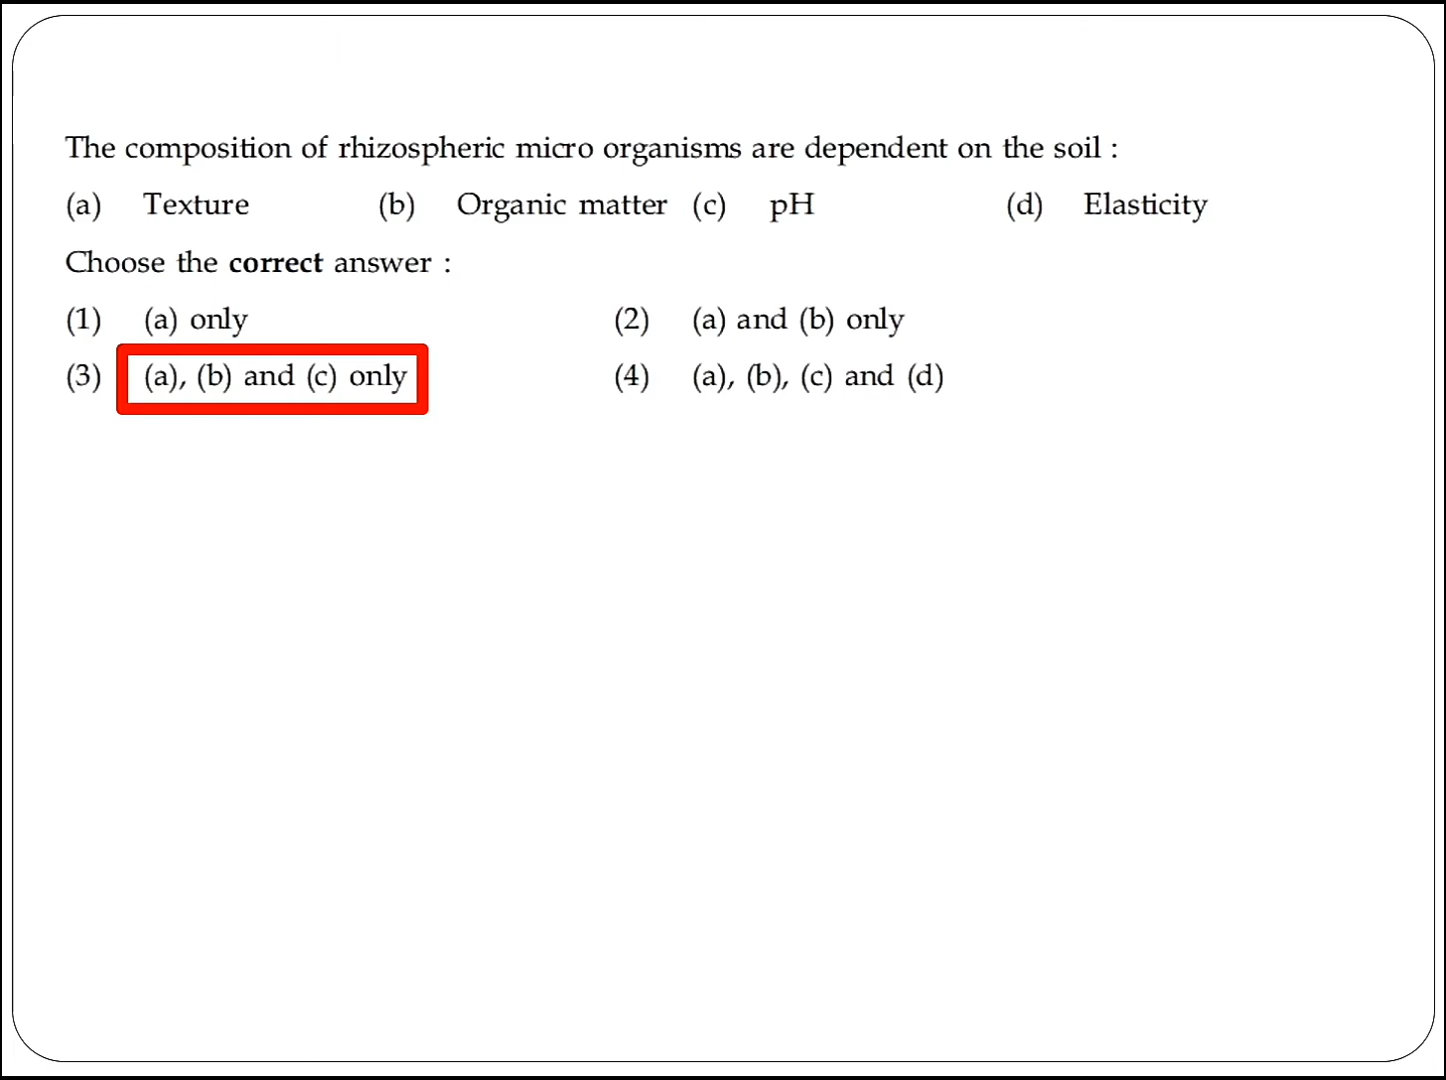 The composition of rhizospheric micro organisms are dependent on the soil :
(a) Texture (b) Organic matter (c) pH (d) Elasticity
Choose the correct answer :
(1) (a) only (2) (a) and (b) only
(3) (a), (b) and (c) only (4) (a), (b), (c) and (d)